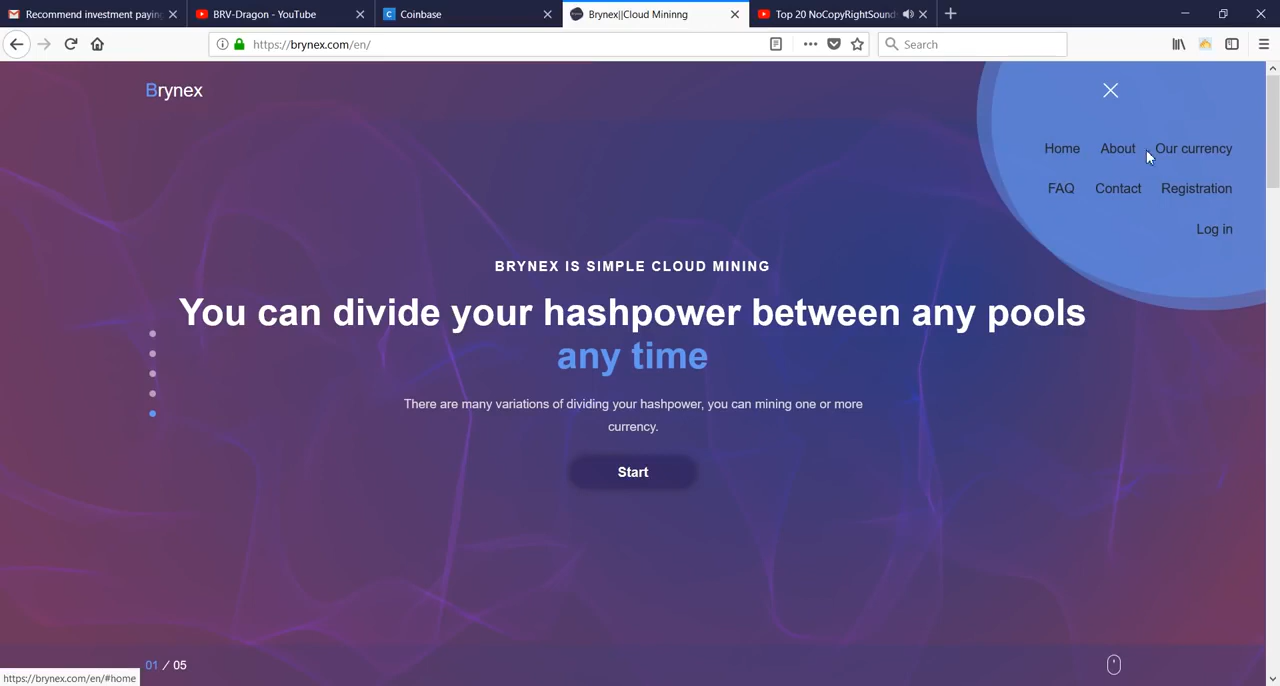 Recommend investment paying
BRV-Dragon - YouTube
Coinbase
Brynex||Cloud Mininng
Top 20 NoCopyRightSounds
https://brynex.com/en/
Search
Brynex
Home About Our currency
FAQ Contact Registration
Log in
BRYNEX IS SIMPLE CLOUD MINING
You can divide your hashpower between any pools
any time
There are many variations of dividing your hashpower, you can mining one or more
currency.
Start
01 / 05
https://brynex.com/en/#home